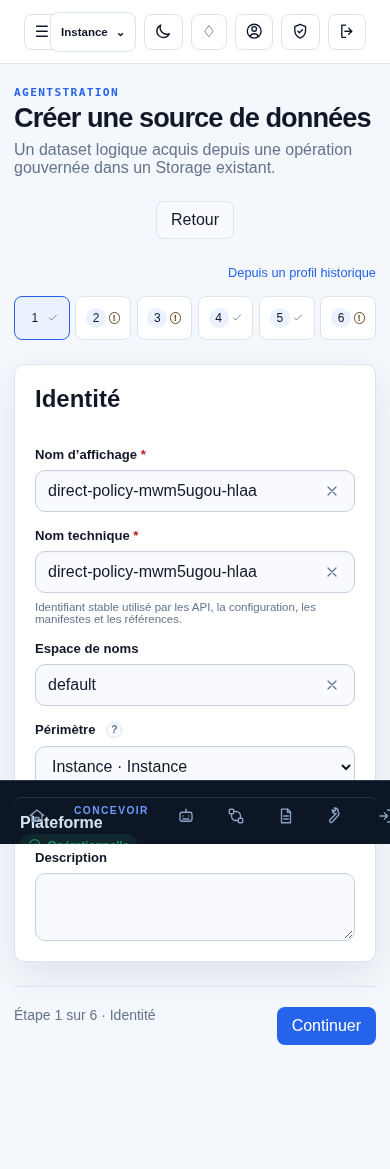 Instance
AGENTSTRATION
Créer une source de données
Un dataset logique acquis depuis une opération
gouvernée dans un Storage existant.
Retour
Depuis un profil historique
1 2 3 4 5 6
Identité
Nom d’affichage *
direct-policy-mwm5ugou-hlaa
Nom technique *
direct-policy-mwm5ugou-hlaa
Identifiant stable utilisé par les API, la configuration, les
manifestes et les références.
Espace de noms
default
Périmètre ?
Instance · Instance
CONCEVOIR
Plateforme
Opérationnelle
Description
Étape 1 sur 6 · Identité
Continuer